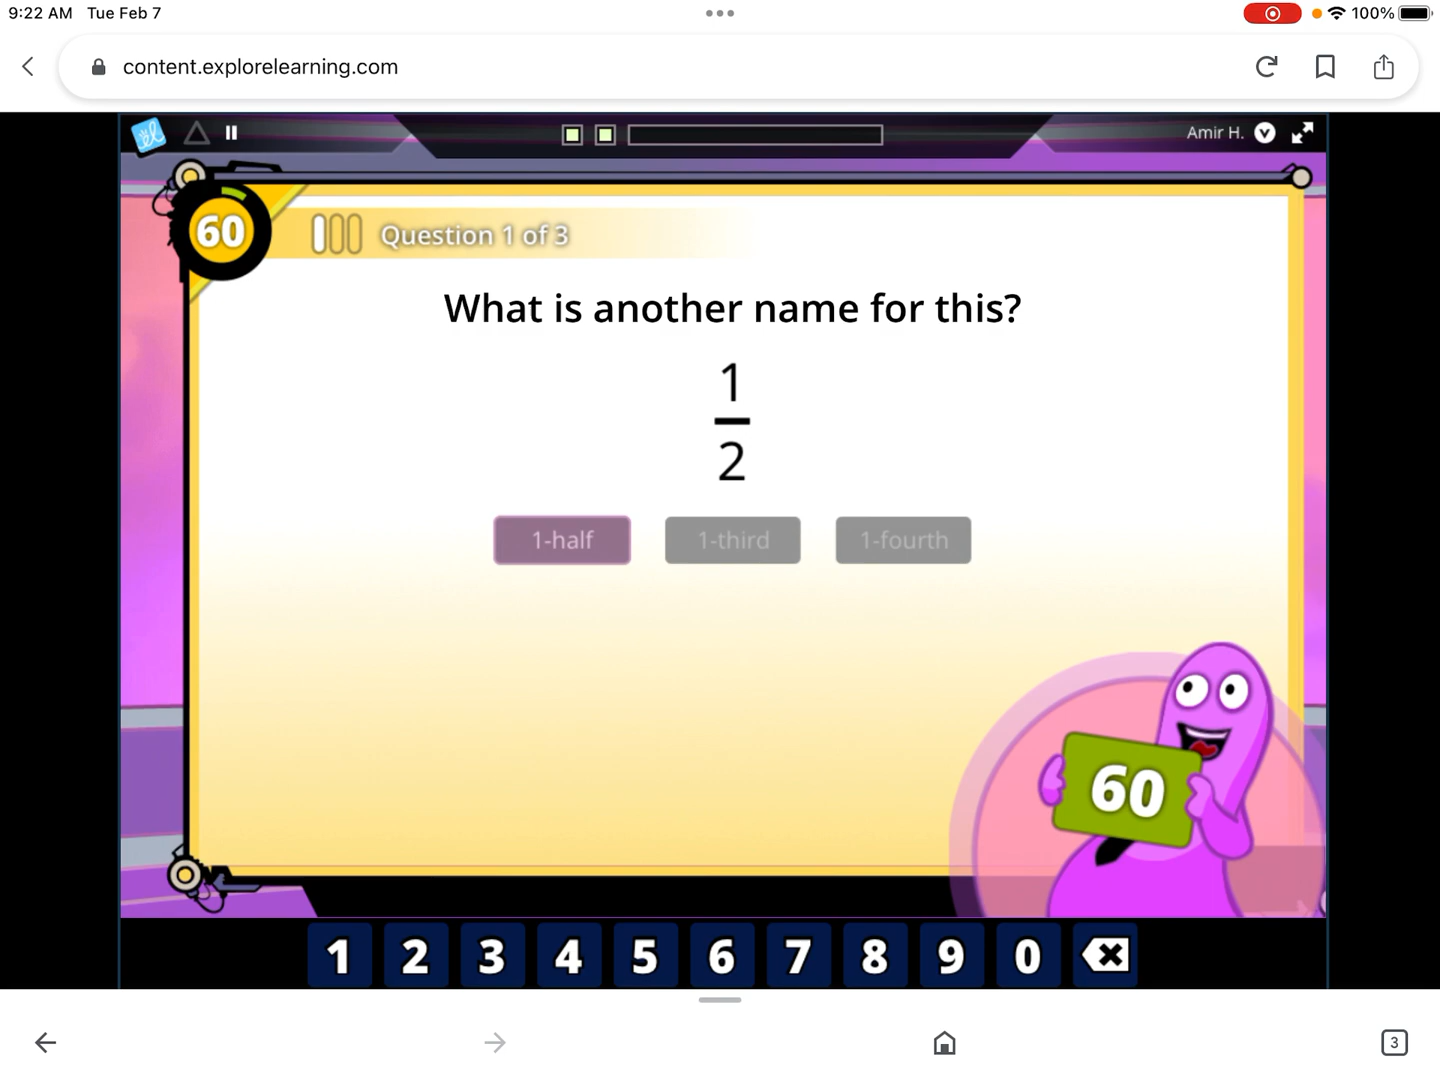 9:22 AM Tue Feb 7
100%
content.explorelearning.com
Amir H.
60
Question 1 of 3
What is another name for this?
1
2
1-half 1-third 1-fourth
60
1 2 3 4 5 6 7 8 9 0
3